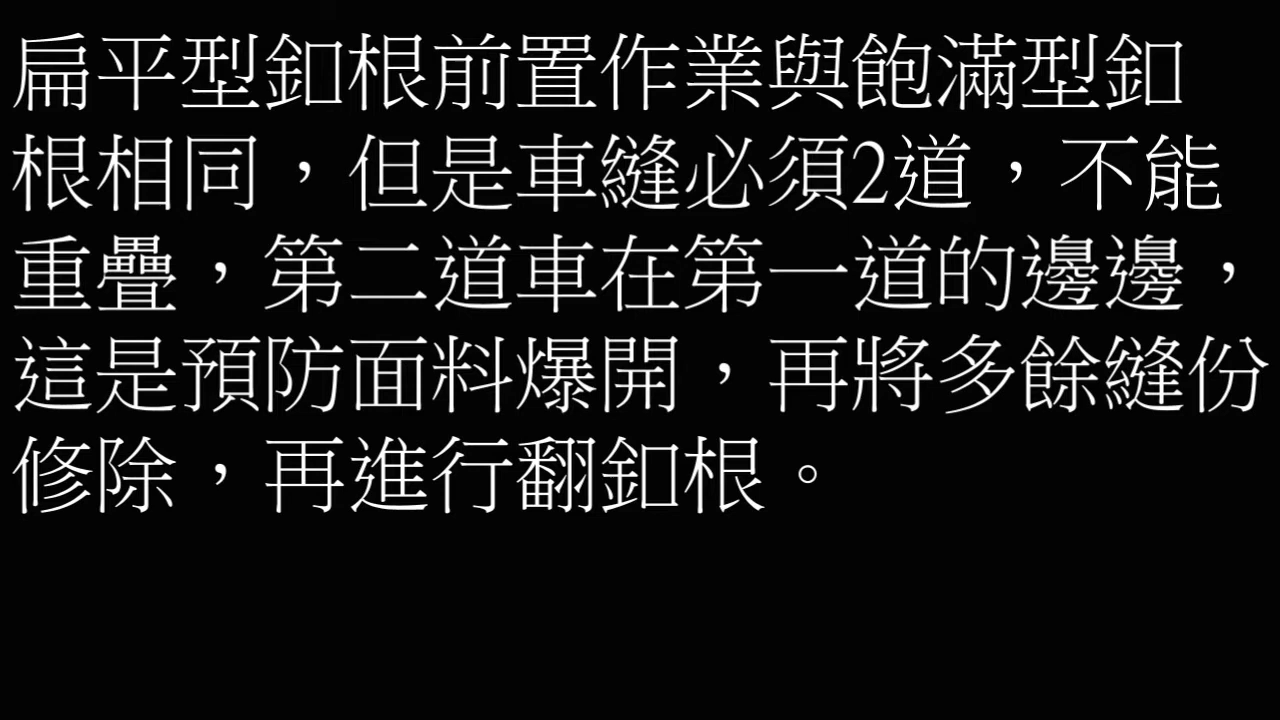 扁平型釦根前置作業與飽滿型釦
根相同，但是車縫必須2道，不能
重疊，第二道車在第一道的邊邊，
這是預防面料爆開，再將多餘縫份
修除，再進行翻釦根。